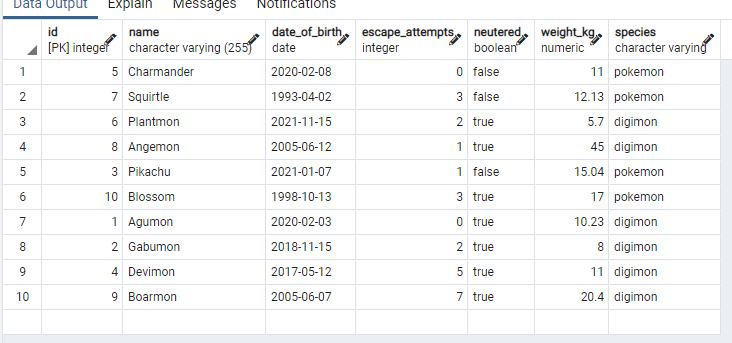 Data Output Explain Messages Notifications
id name date_of_birth escape_attempts neutered weight_kg species
[PK] integer character varying (255) date integer boolean numeric character varying
1 5 Charmander 2020-02-08 0 false 11 pokemon
2 7 Squirtle 1993-04-02 3 false 12.13 pokemon
3 6 Plantmon 2021-11-15 2 true 5.7 digimon
4 8 Angemon 2005-06-12 1 true 45 digimon
5 3 Pikachu 2021-01-07 1 false 15.04 pokemon
6 10 Blossom 1998-10-13 3 true 17 pokemon
7 1 Agumon 2020-02-03 0 true 10.23 digimon
8 2 Gabumon 2018-11-15 2 true 8 digimon
9 4 Devimon 2017-05-12 5 true 11 digimon
10 9 Boarmon 2005-06-07 7 true 20.4 digimon